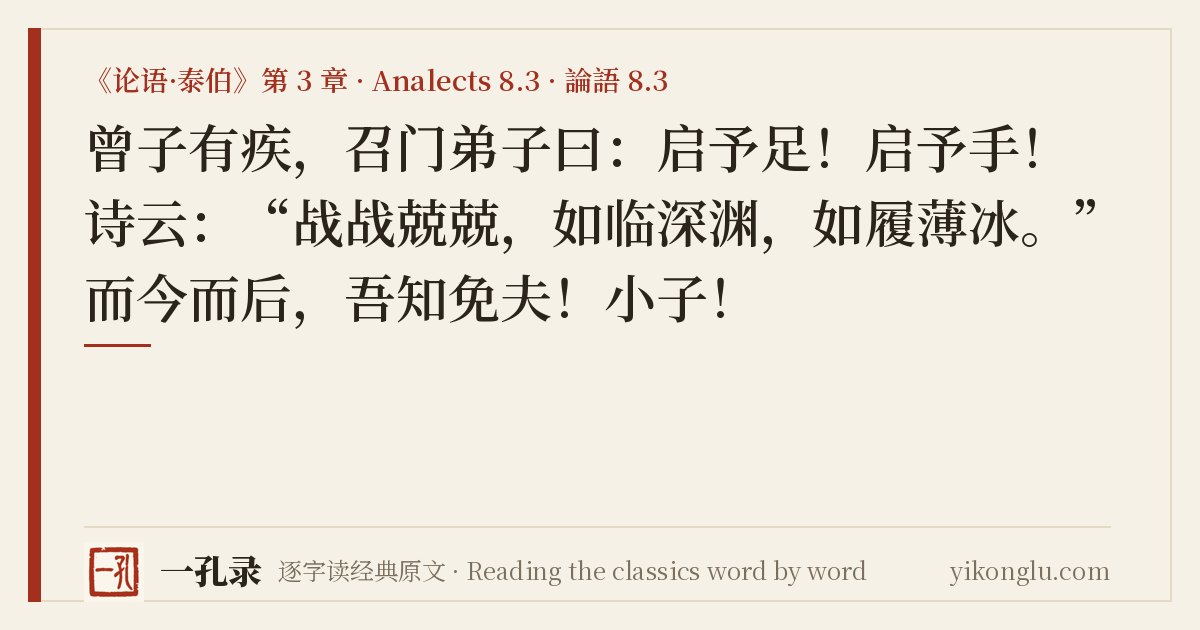 《论语·泰伯》第 3 章 · Analects 8.3 · 論語 8.3
曾子有疾，召门弟子曰：启予足！启予手！
诗云：“战战兢兢，如临深渊，如履薄冰。”
而今而后，吾知免夫！小子！
一孔
一孔录 逐字读经典原文 · Reading the classics word by word yikonglu.com